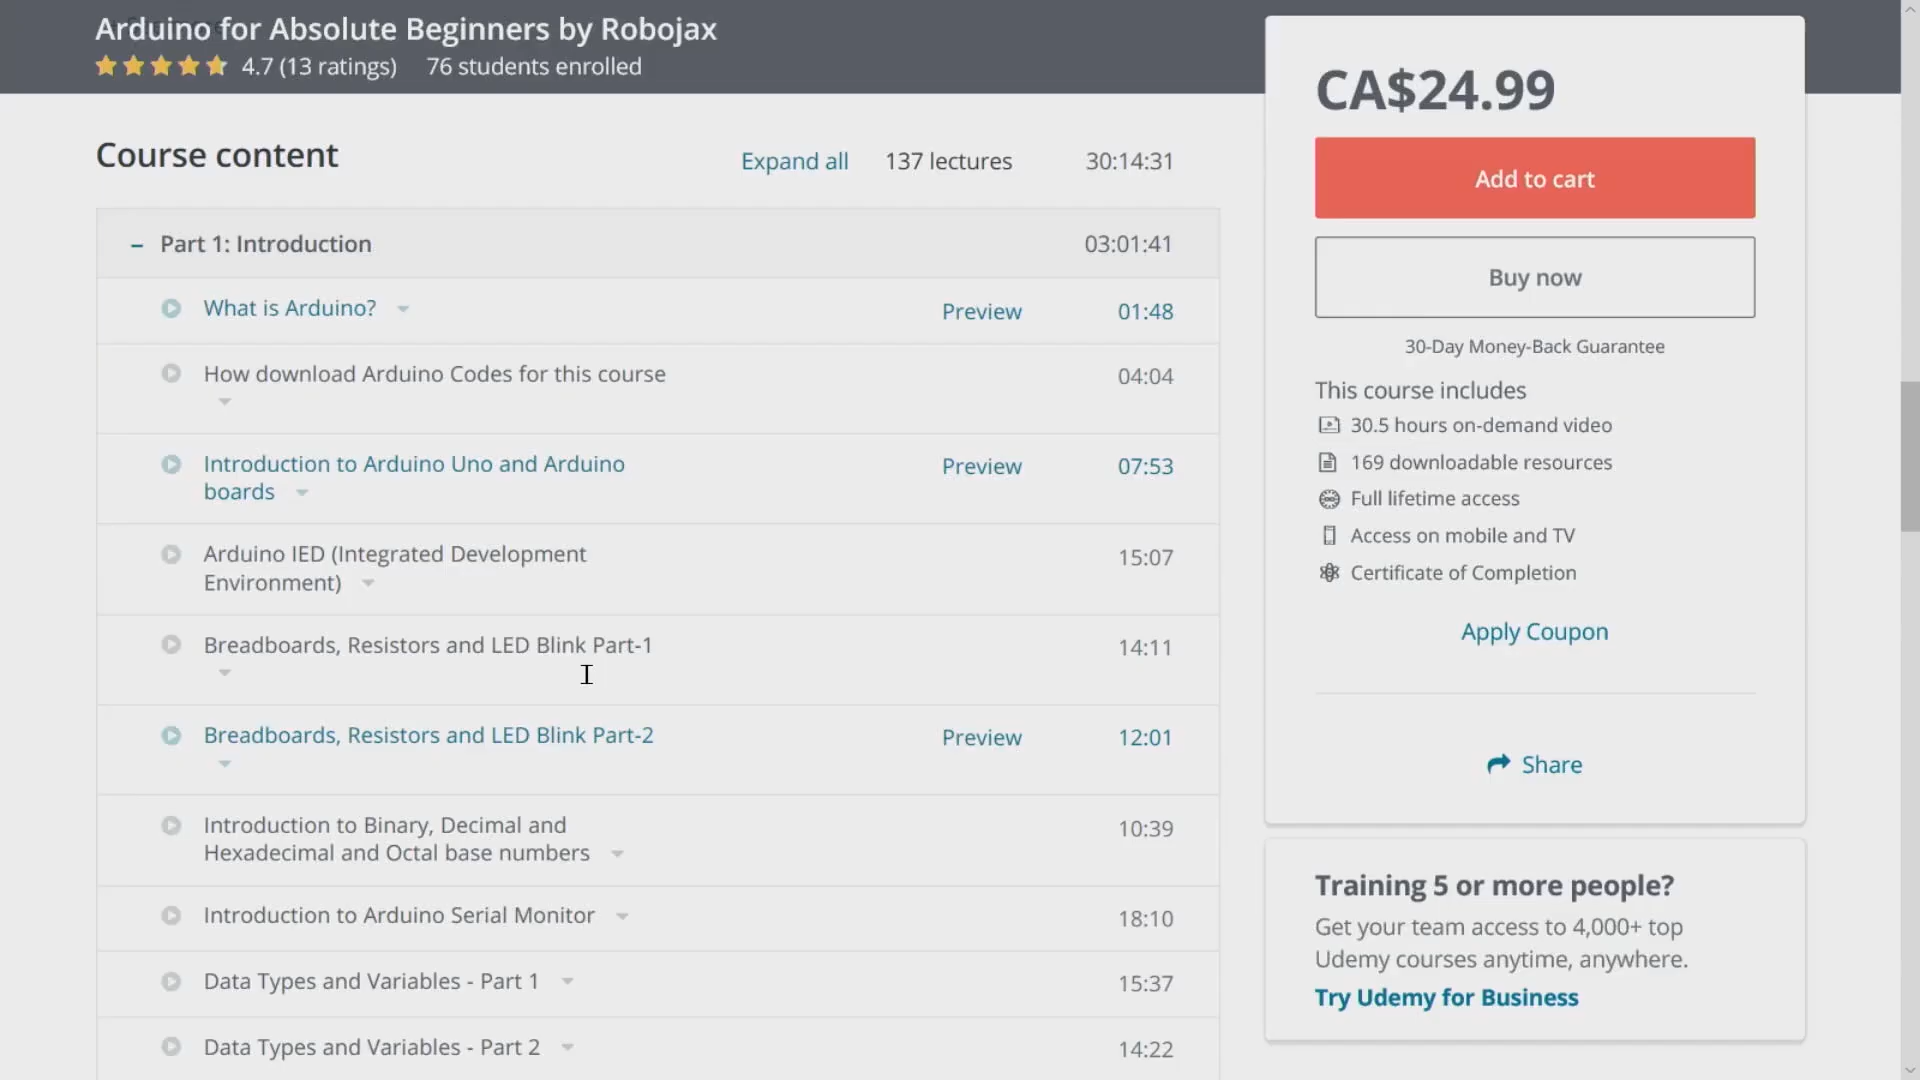 Arduino for Absolute Beginners by Robojax
4.7 (13 ratings) 76 students enrolled
Course content Expand all 137 lectures 30:14:31
– Part 1: Introduction 03:01:41
What is Arduino? Preview 01:48
How download Arduino Codes for this course 04:04
Introduction to Arduino Uno and Arduino
boards Preview 07:53
Arduino IED (Integrated Development
Environment) 15:07
Breadboards, Resistors and LED Blink Part-1 14:11
Breadboards, Resistors and LED Blink Part-2 Preview 12:01
Introduction to Binary, Decimal and
Hexadecimal and Octal base numbers 10:39
Introduction to Arduino Serial Monitor 18:10
Data Types and Variables - Part 1 15:37
Data Types and Variables - Part 2 14:22
CA$24.99
Add to cart
Buy now
30-Day Money-Back Guarantee
This course includes
30.5 hours on-demand video
169 downloadable resources
Full lifetime access
Access on mobile and TV
Certificate of Completion
Apply Coupon
Share
Training 5 or more people?
Get your team access to 4,000+ top
Udemy courses anytime, anywhere.
Try Udemy for Business